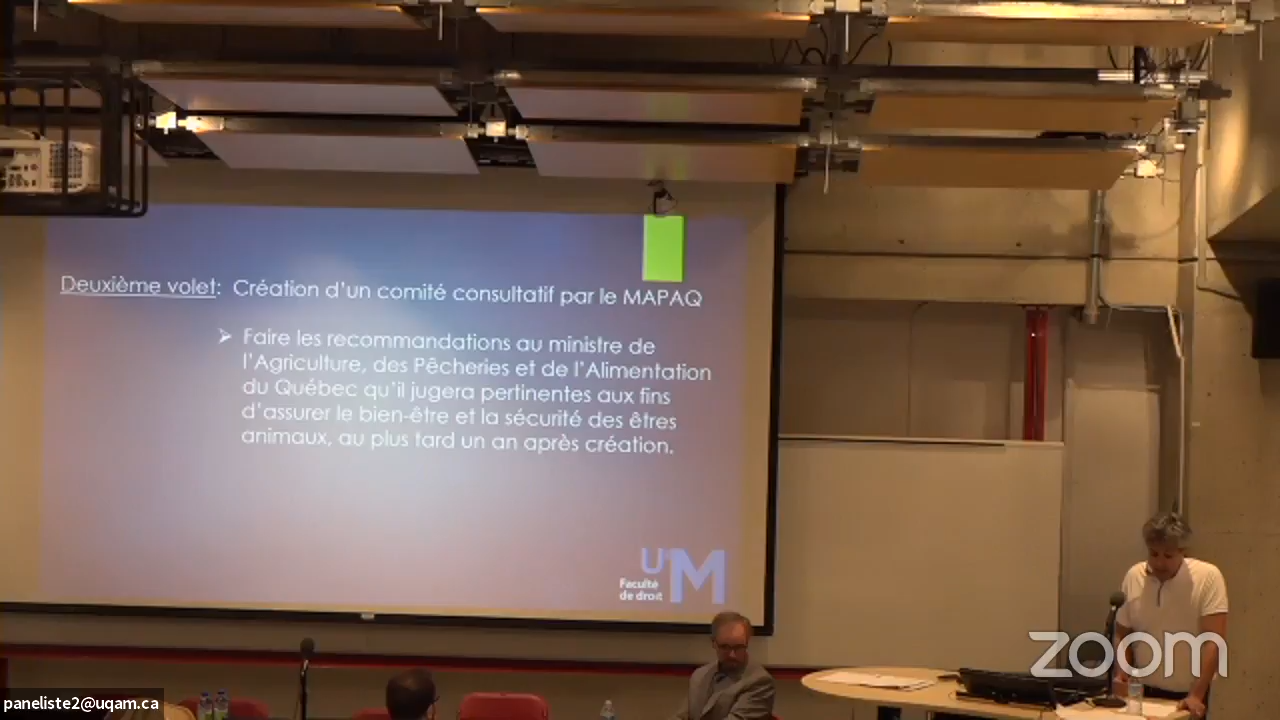 Deuxième volet: Création d'un comité consultatif par le MAPAQ
➢ Faire les recommandations au ministre de
l'Agriculture, des Pêcheries et de l'Alimentation
du Québec qu'il jugera pertinentes aux fins
d'assurer le bien-être et la sécurité des êtres
animaux, au plus tard un an après création.
UM
Faculté
de droit
zoom
paneliste2@uqam.ca